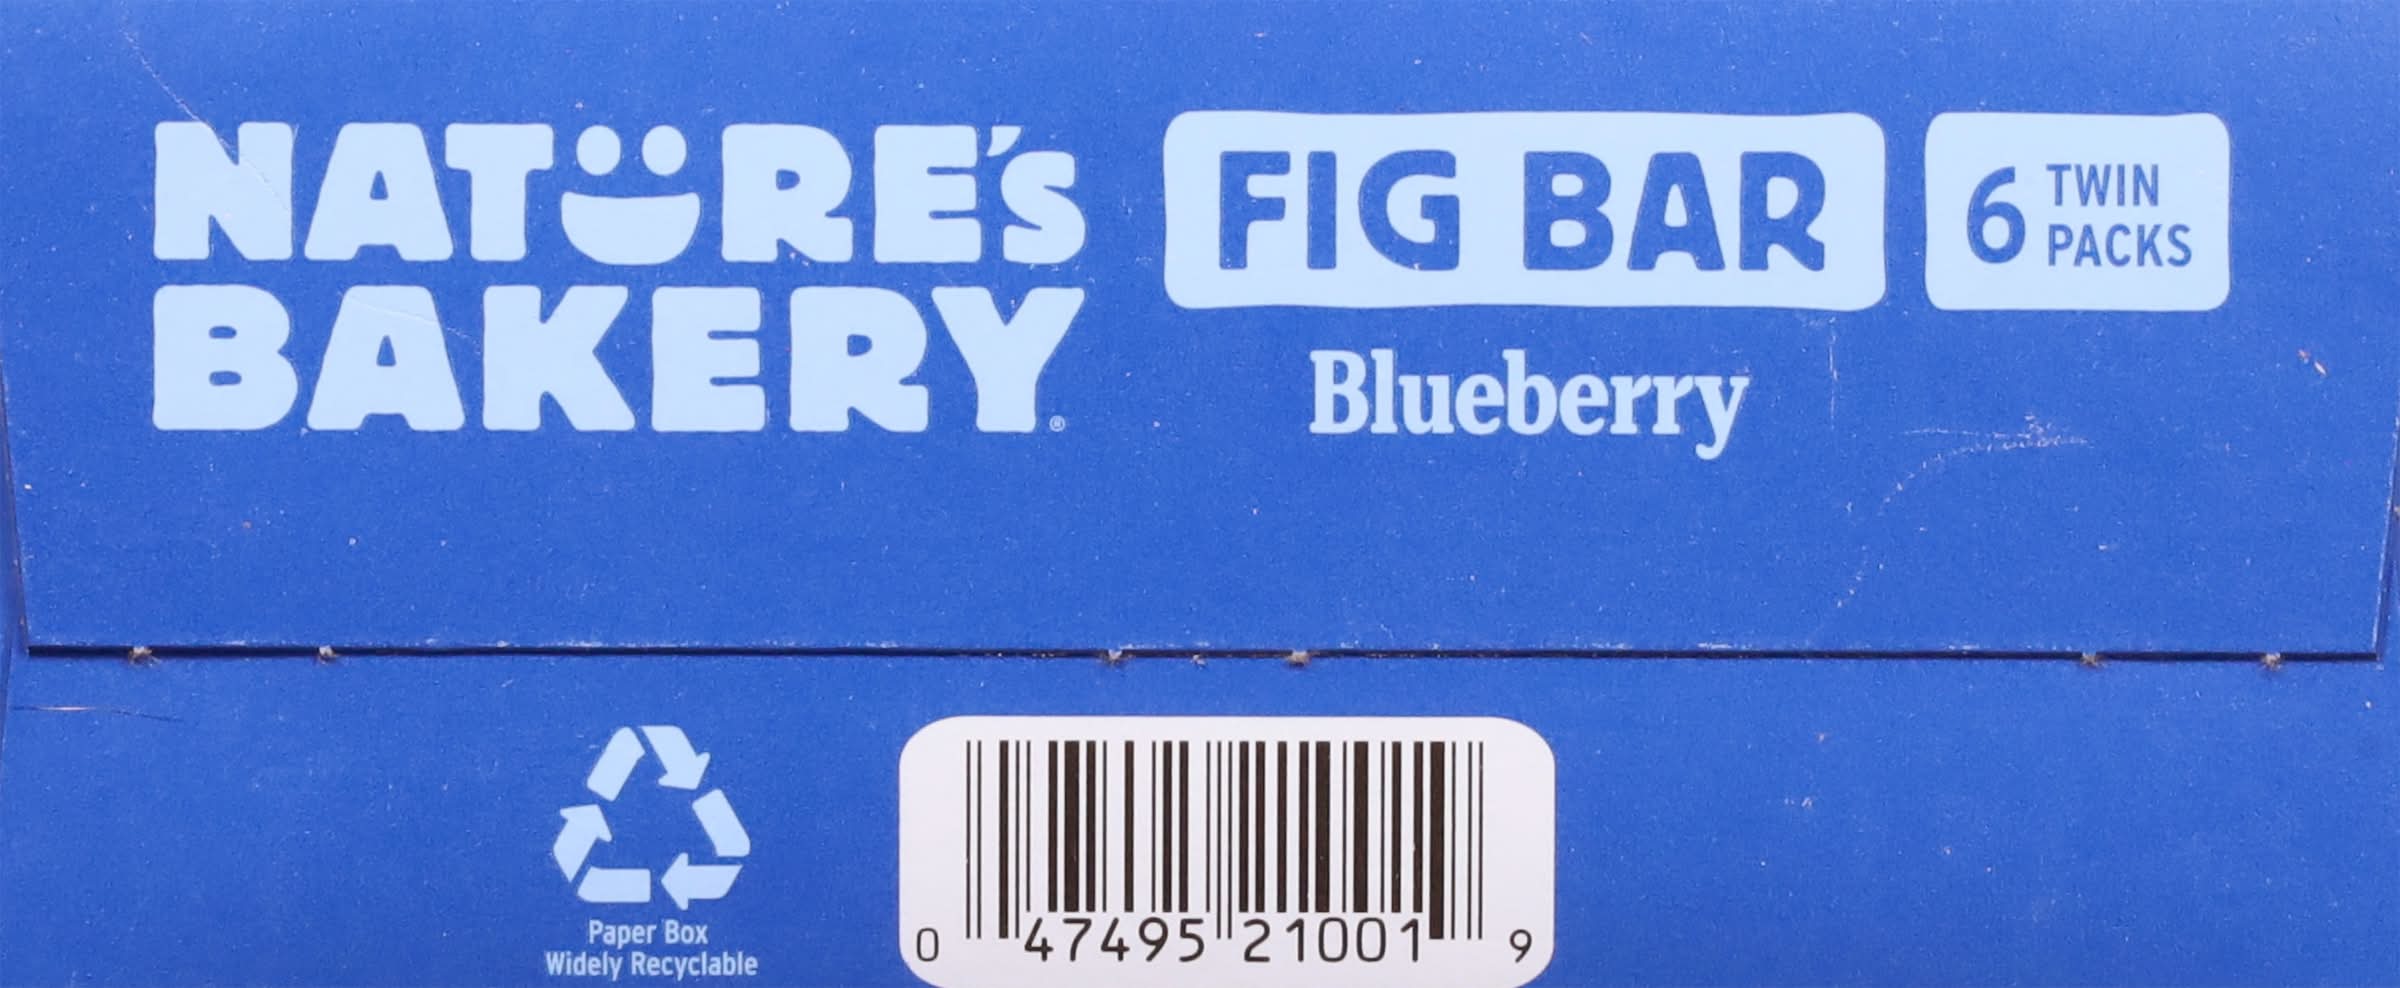 NATURE'S
BAKERY®
FIG BAR
6 TWIN
PACKS
Blueberry
Paper Box
Widely Recyclable
0 47495 21001 9